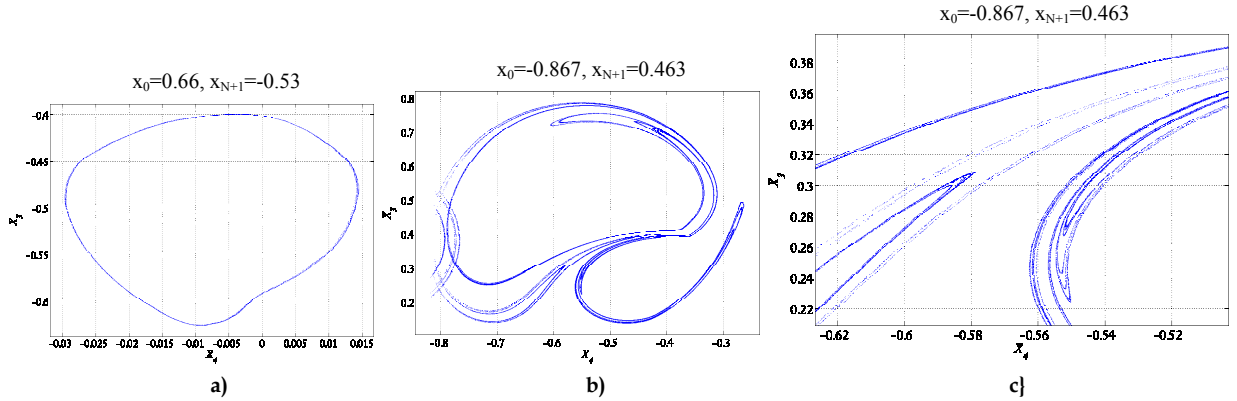 x0=0.66, xN+1=-0.53
-0.4
-0.45
-0.5
-0.55
-0.6
X3
-0.03 -0.025 -0.02 -0.015 -0.01 -0.005 0 0.005 0.01 0.015
X4
a)
x0=-0.867, xN+1=0.463
0.8
0.7
0.6
0.5
0.4
0.3
0.2
X3
-0.8 -0.7 -0.6 -0.5 -0.4 -0.3
X4
b)
x0=-0.867, xN+1=0.463
0.38
0.36
0.34
0.32
0.3
0.28
0.26
0.24
0.22
X3
-0.62 -0.6 -0.58 -0.56 -0.54 -0.52
X4
c}